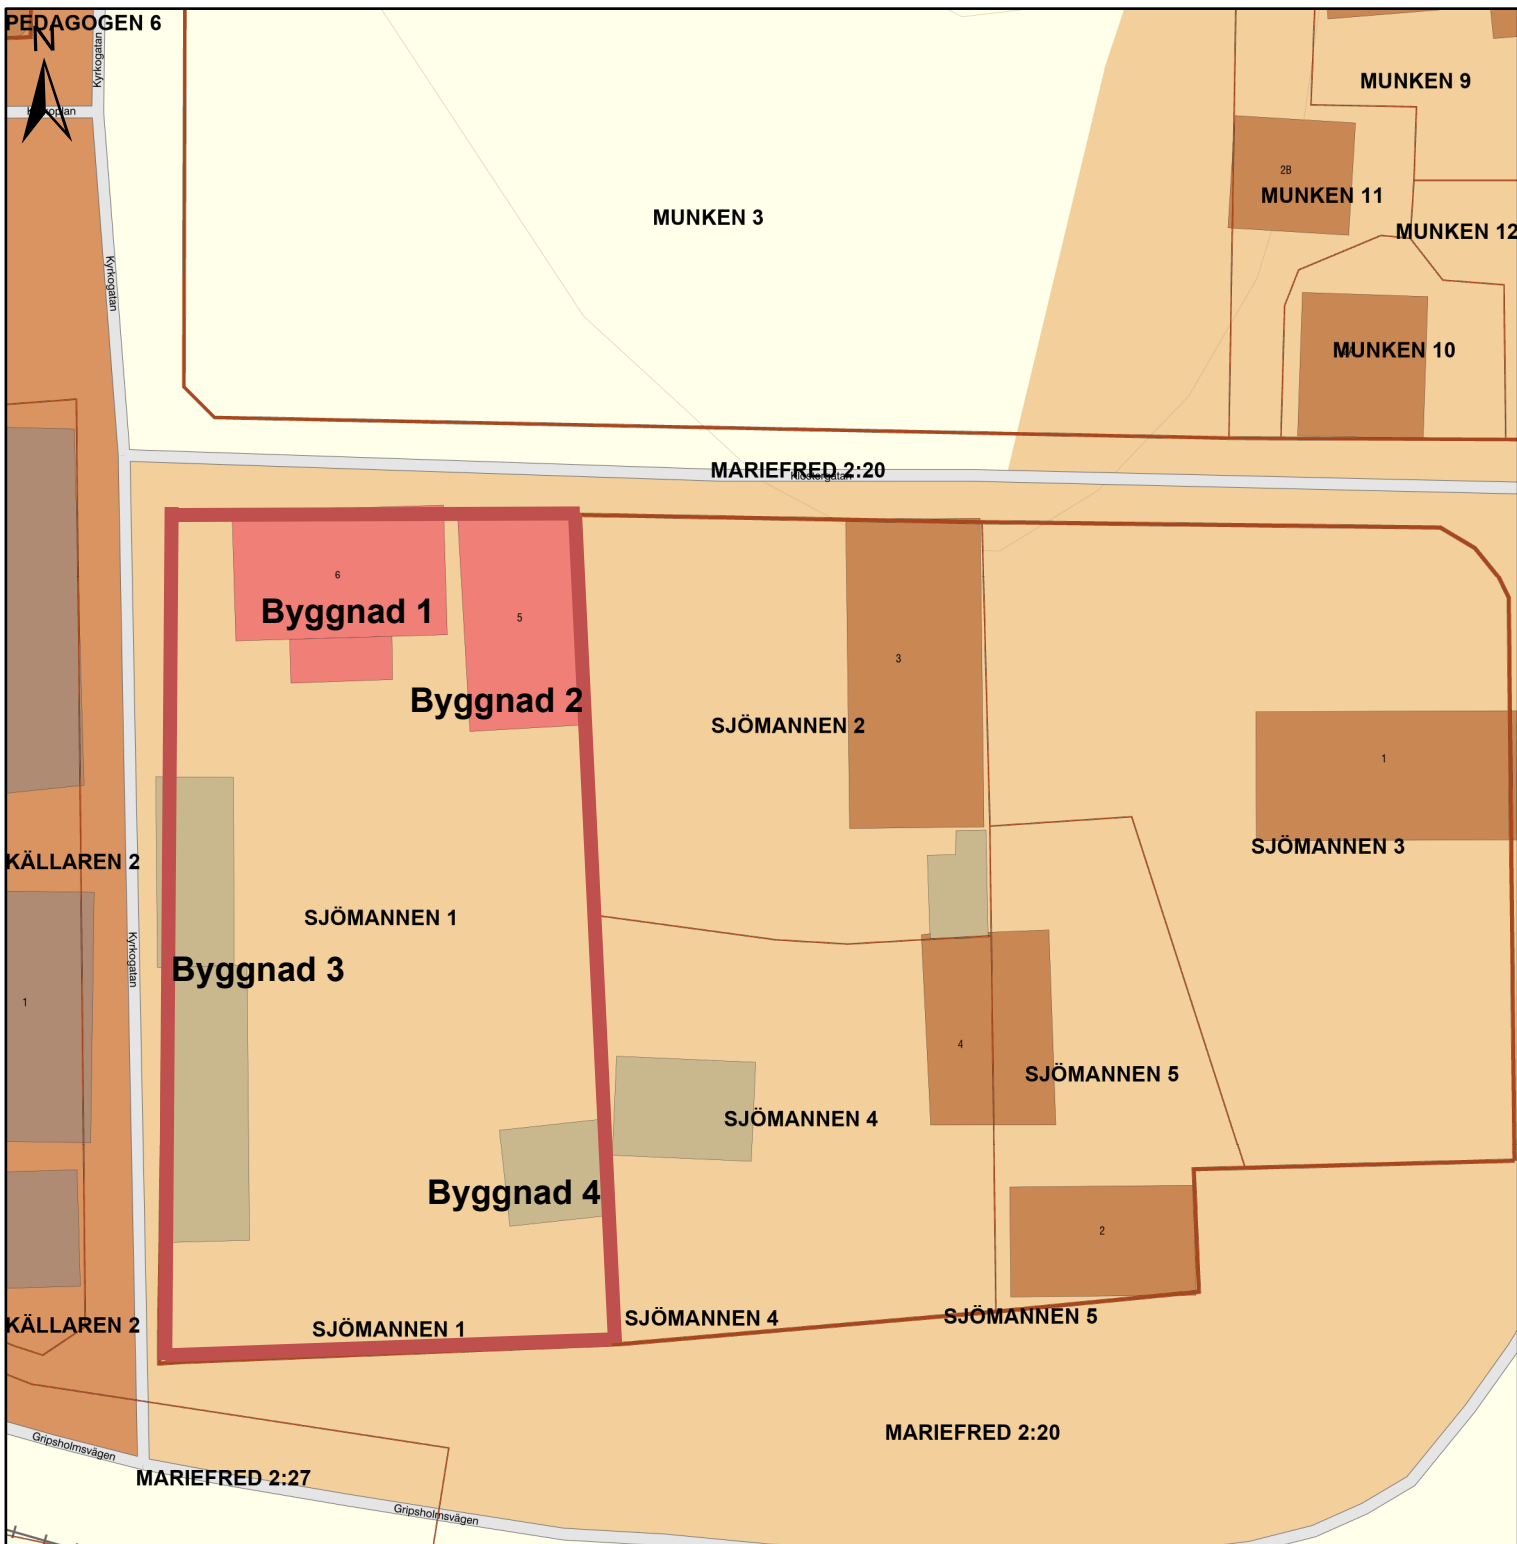 PEDAGOGEN 6
N
Kyrkogatan
MUNKEN 9
2B
MUNKEN 11
MUNKEN 3
MUNKEN 12
Kyrkogatan
MUNKEN 10
MARIEFRED 2:20
Klostergatan
6
Byggnad 1
5
3
Byggnad 2
SJÖMANNEN 2
1
SJÖMANNEN 3
KÄLLAREN 2
SJÖMANNEN 1
Kyrkogatan
Byggnad 3
1
4
SJÖMANNEN 5
SJÖMANNEN 4
Byggnad 4
2
SJÖMANNEN 4
SJÖMANNEN 5
KÄLLAREN 2
SJÖMANNEN 1
MARIEFRED 2:20
Gripsholmsvägen
MARIEFRED 2:27
Gripsholmsvägen